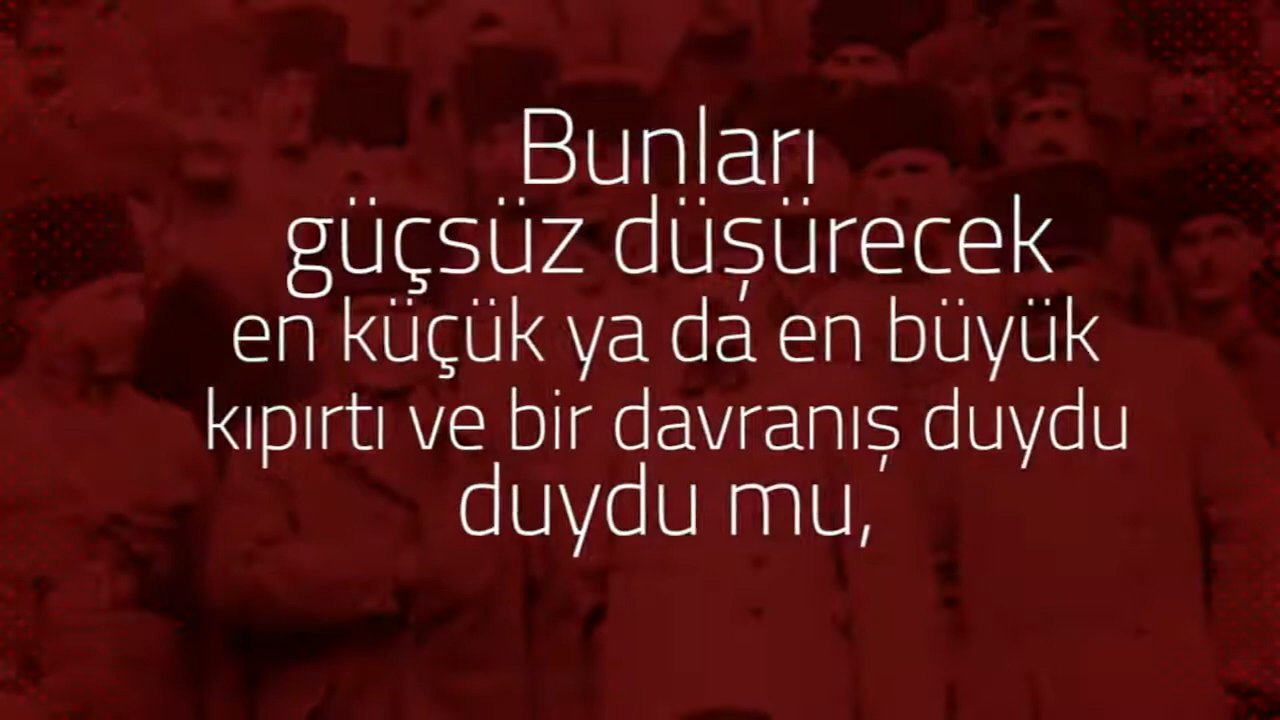 Bunları
güçsüz düşürecek
en küçük ya da en büyük
kıpırtı ve bir davranış duydu
duydu mu,